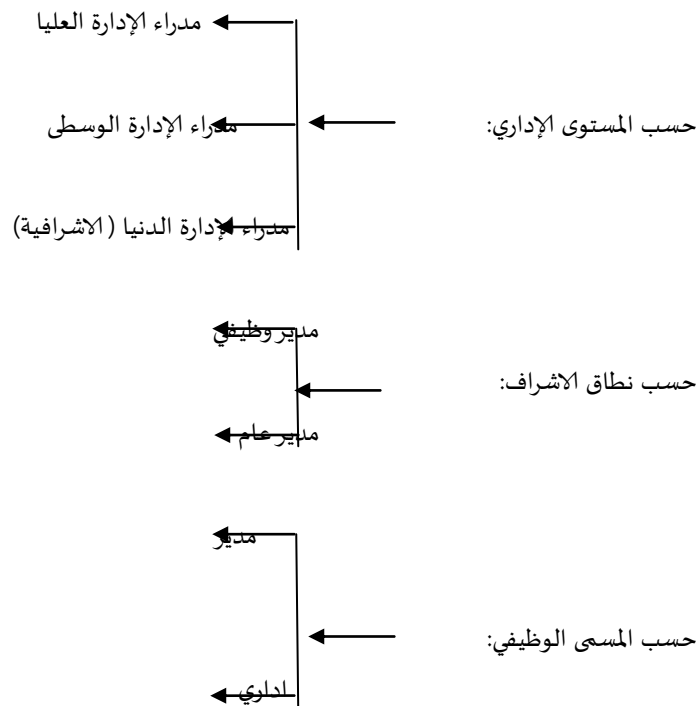 مدراء الإدارة العليا
حسب المستوى الإداري:
مدراء الإدارة الوسطى
مدراء الإدارة الدنيا (الاشرافية)
مدير وظيفي
حسب نطاق الاشراف:
مدير عام
مدير
حسب المسمى الوظيفي:
اداري